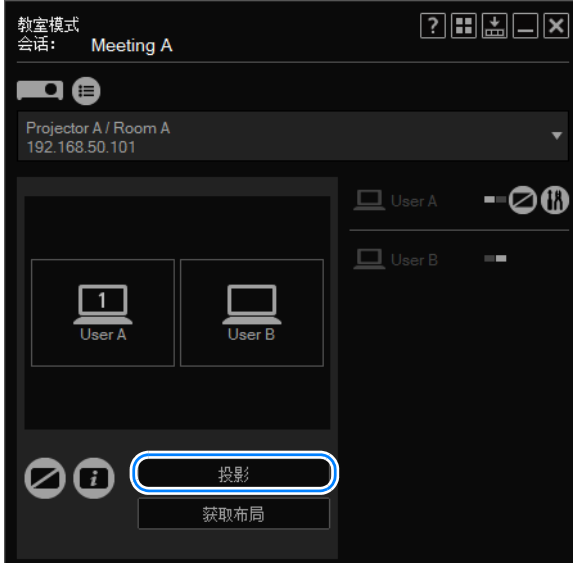 教室模式
会话： Meeting A
Projector A / Room A
192.168.50.101
User A
User B
1
User A
User B
投影
获取布局